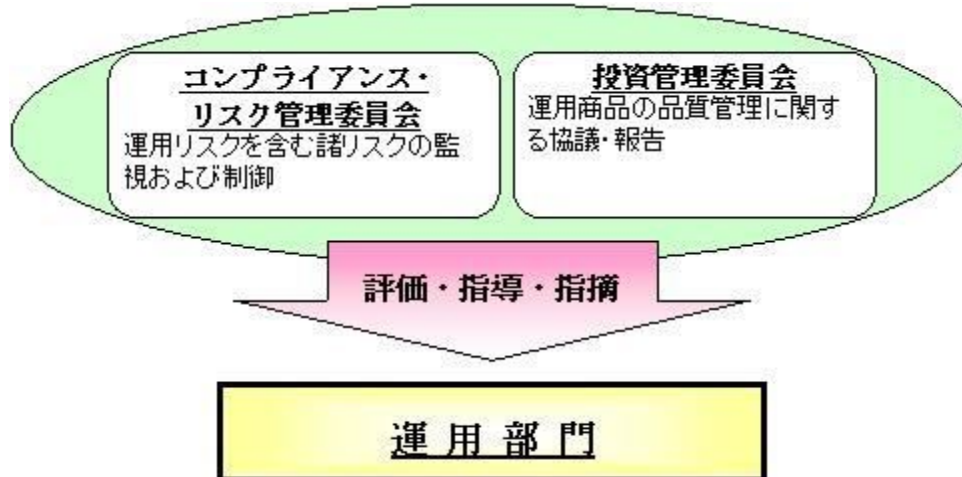 コンプライアンス・
リスク管理委員会
運用リスクを含む諸リスクの監
視および制御
投資管理委員会
運用商品の品質管理に関す
る協議・報告
評価・指導・指摘
運用部門